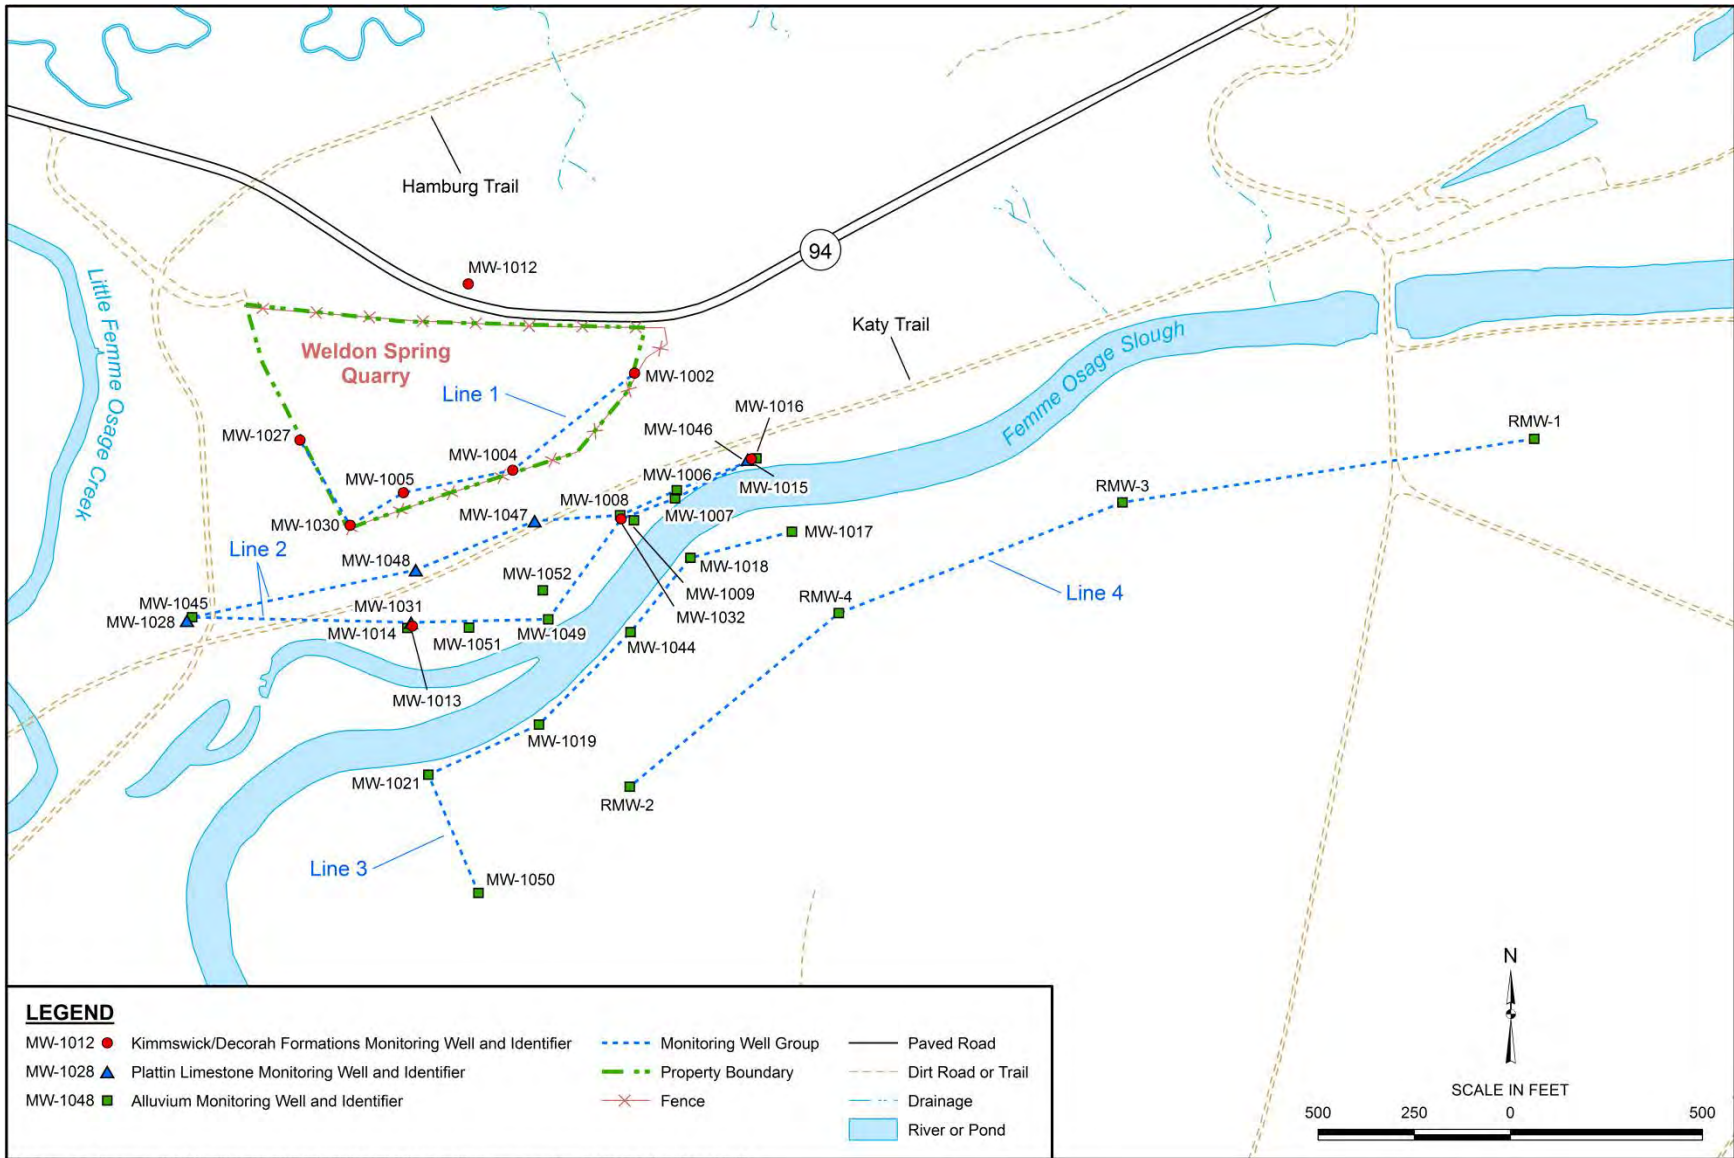 Hamburg Trail
94
MW-1012
Little Femme Osage Creek
Katy Trail
Femme Osage Slough
Weldon Spring
Quarry
MW-1002
Line 1
MW-1016
MW-1046
RMW-1
MW-1027
MW-1004
MW-1006
MW-1015
MW-1005
RMW-3
MW-1008
MW-1047
MW-1007
MW-1030
MW-1017
Line 2
MW-1048
MW-1018
MW-1052
MW-1009
Line 4
MW-1045
MW-1031
RMW-4
MW-1032
MW-1028
MW-1014
MW-1049
MW-1051
MW-1044
MW-1013
MW-1019
MW-1021
RMW-2
Line 3
MW-1050
N
SCALE IN FEET
500 250 0 500
LEGEND
MW-1012 Kimmswick/Decorah Formations Monitoring Well and Identifier
MW-1028 Plattin Limestone Monitoring Well and Identifier
MW-1048 Alluvium Monitoring Well and Identifier
Monitoring Well Group
Property Boundary
Fence
Paved Road
Dirt Road or Trail
Drainage
River or Pond